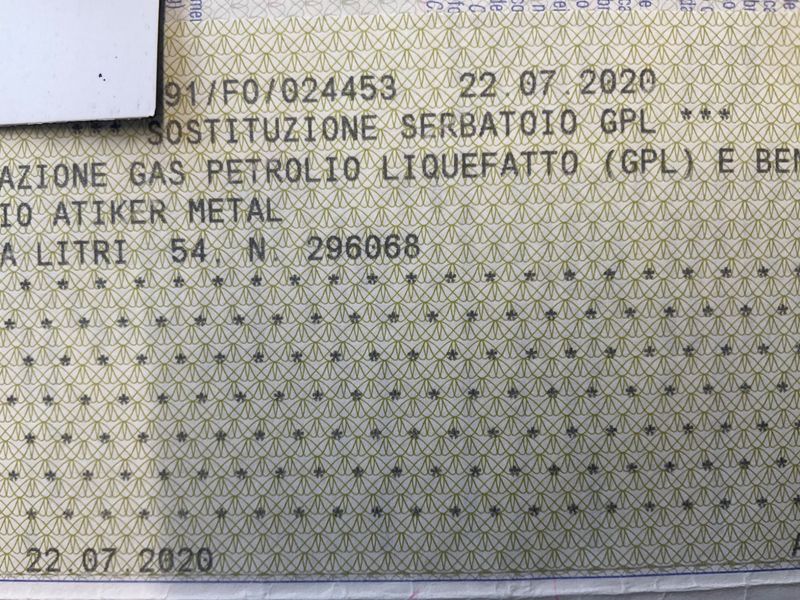 91/FO/024453 22.07.2020
*** SOSTITUZIONE SERBATOIO GPL ***
AZIONE GAS PETROLIO LIQUEFATTO (GPL) E BEN
IO ATIKER METAL
A LITRI 54. N. 296068
22.07.2020